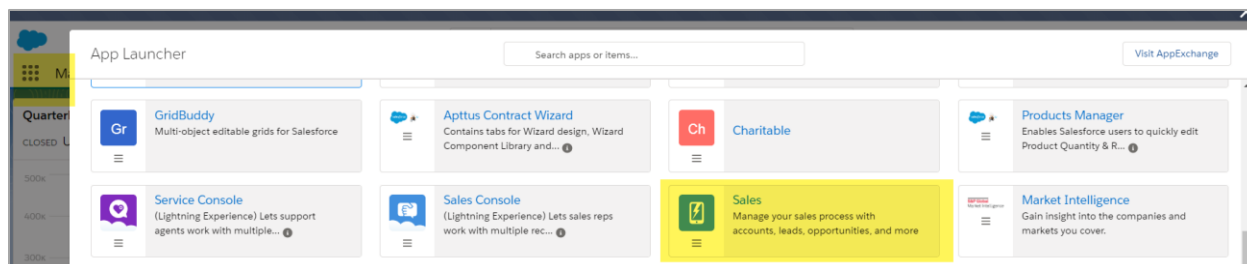 App Launcher
Search apps or items...
Visit AppExchange
Ma
Quarterl
CLOSED
500K
400K
300K
Gr
GridBuddy
Multi-object editable grids for Salesforce
Apttus Contract Wizard
Contains tabs for Wizard design, Wizard
Component Library and...
Ch
Charitable
Products Manager
Enables Salesforce users to quickly edit
Product Quantity & R...
Service Console
(Lightning Experience) Lets support
agents work with multiple...
Sales Console
(Lightning Experience) Lets sales reps
work with multiple rec...
Sales
Manage your sales process with
accounts, leads, opportunities, and more
Market Intelligence
Gain insight into the companies and
markets you cover.